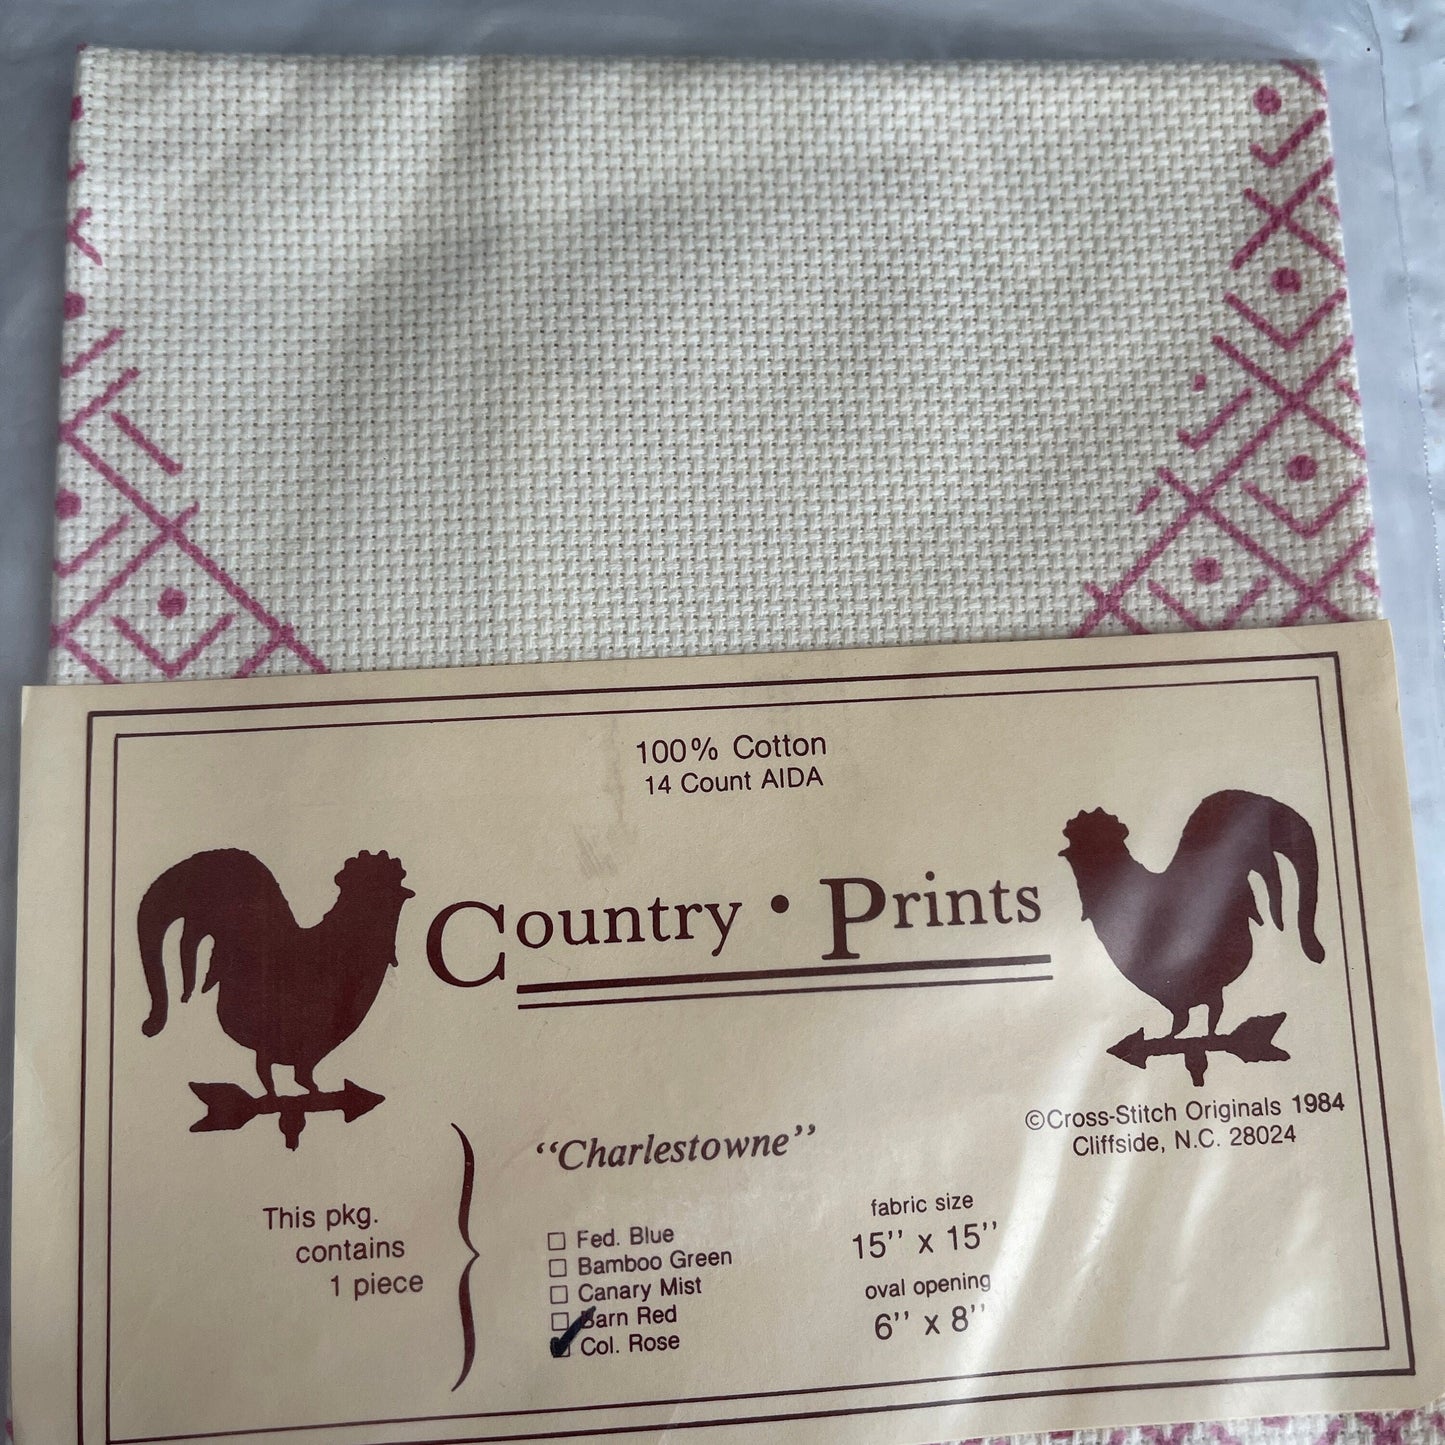 100% Cotton
14 Count AIDA
Country • Prints
©Cross-Stitch Originals 1984
Cliffside, N.C. 28024
"Charlestowne"
This pkg.
contains
1 piece
Fed. Blue
Bamboo Green
Canary Mist
Barn Red
Col. Rose
fabric size
15'' x 15''
oval opening
6'' x 8''